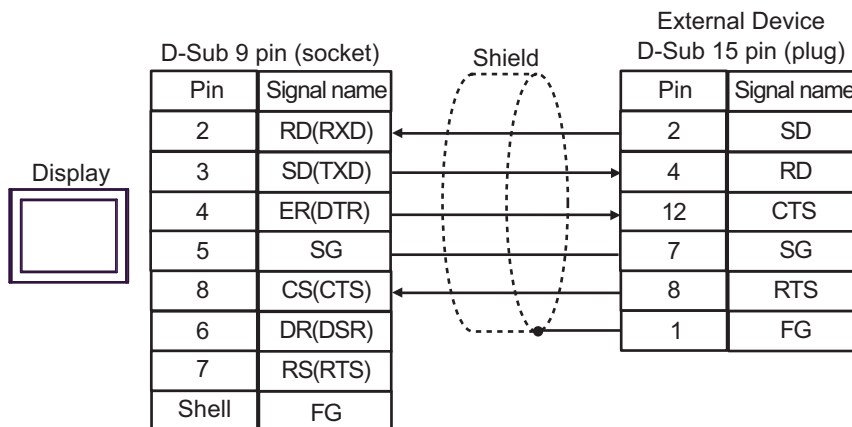 External Device
D-Sub 9 pin (socket) Shield D-Sub 15 pin (plug)
Pin Signal name Pin Signal name
2 RD(RXD) 2 SD
Display
3 SD(TXD) 4 RD
4 ER(DTR) 12 CTS
5 SG 7 SG
8 CS(CTS) 8 RTS
6 DR(DSR) 1 FG
7 RS(RTS)
Shell FG